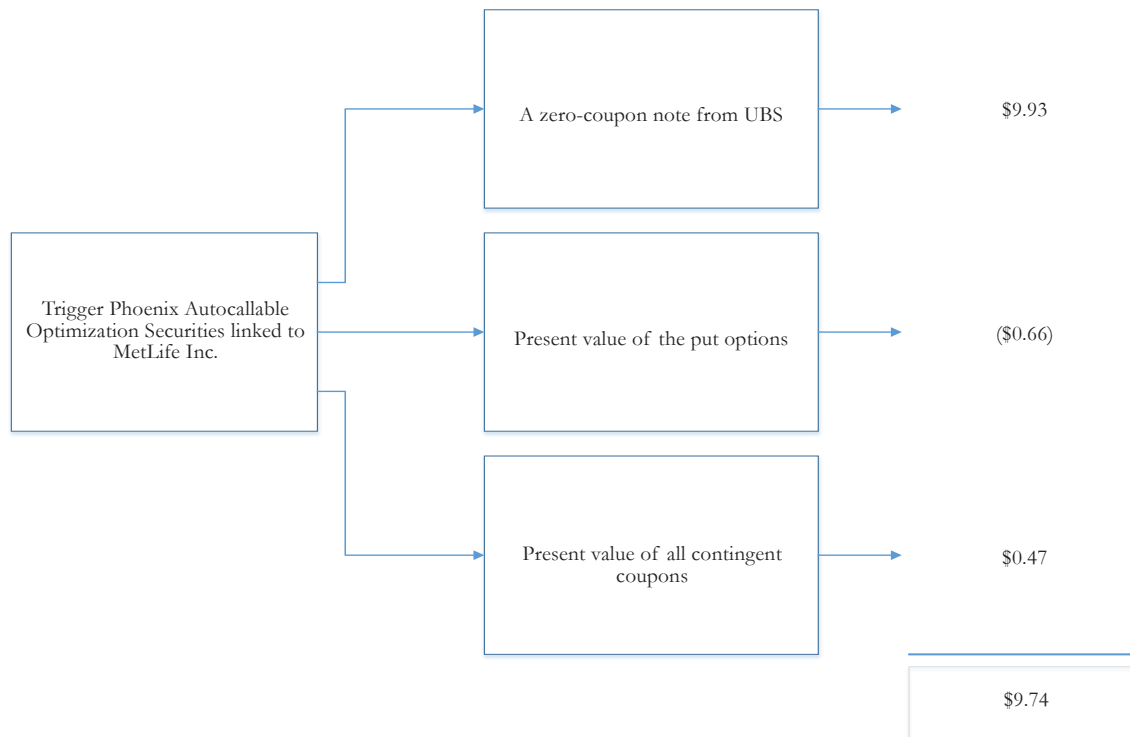 A zero-coupon note from UBS
$9.93
Trigger Phoenix Autocallable
Optimization Securities linked to
MetLife Inc.
Present value of the put options
($0.66)
Present value of all contingent
coupons
$0.47
$9.74